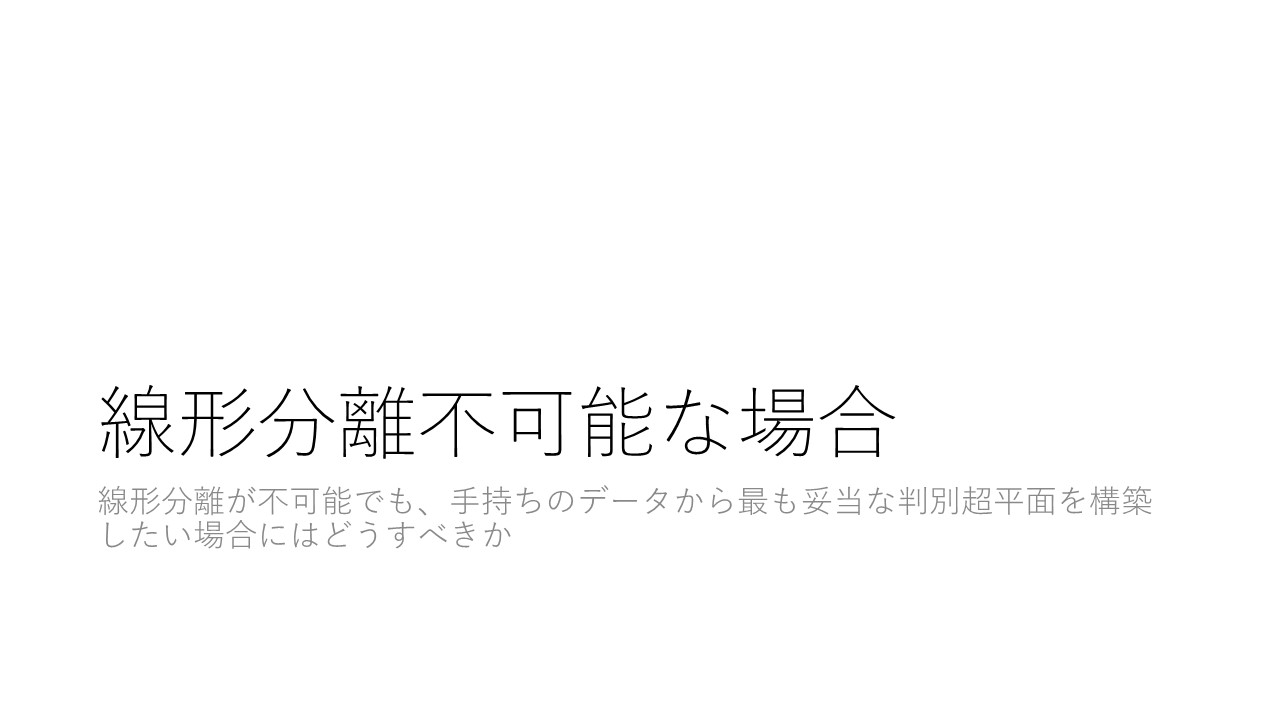 線形分離不可能な場合
線形分離が不可能でも、手持ちのデータから最も妥当な判別超平面を構築
したい場合にはどうすべきか